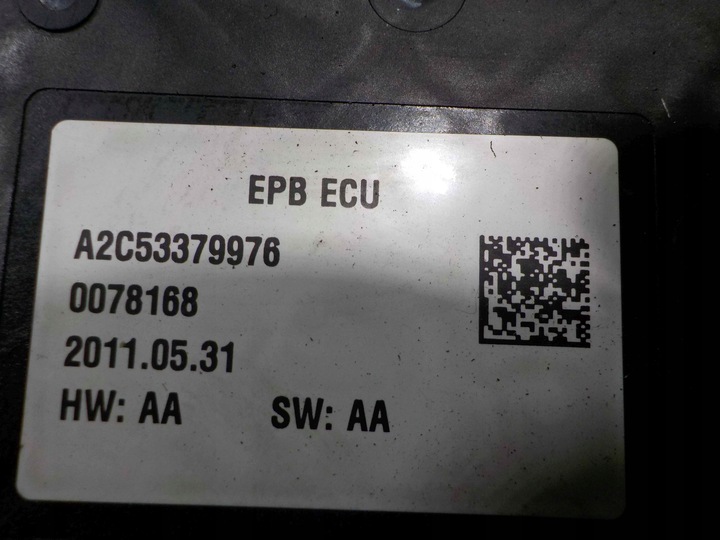 EPB ECU
A2C53379976
0078168
2011.05.31
HW: AA SW: AA